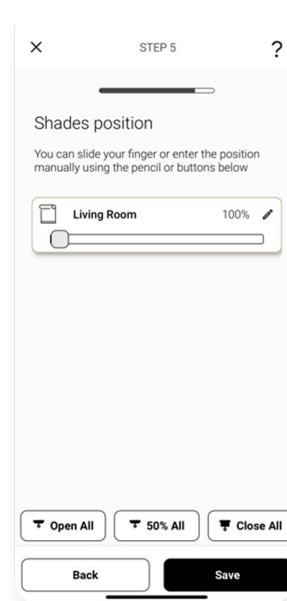 STEP 5
?
Shades position
You can slide your finger or enter the position
manually using the pencil or buttons below
Living Room 100%
Open All 50% All Close All
Back Save